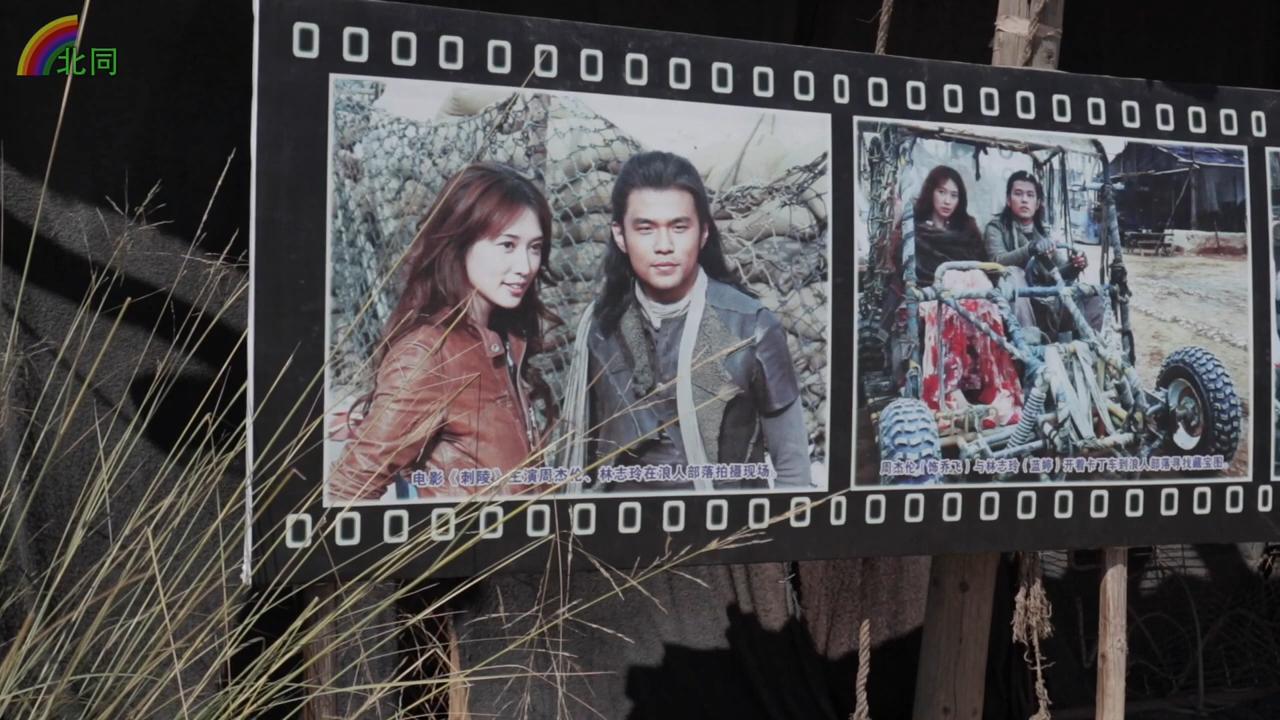 北同
电影《刺陵》主演周杰伦、林志玲在浪人部落拍摄现场。
周杰伦（饰乔飞）与林志玲（蓝婷）开着卡丁车到浪人部落寻找藏宝图。